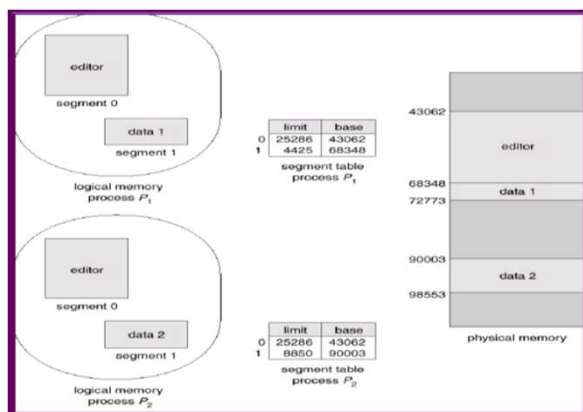 editor
segment 0
data 1
segment 1
logical memory
process P1
limit base
0 25286 43062
1 4425 68348
segment table
process P1
editor
segment 0
data 2
segment 1
logical memory
process P2
limit base
0 25286 43062
1 8850 90003
segment table
process P2
43062
editor
68348
data 1
72773
90003
data 2
98553
physical memory